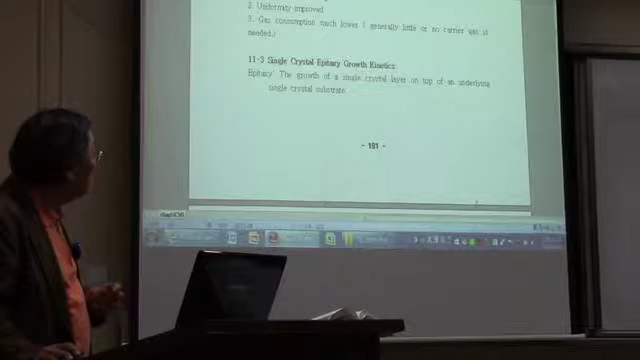 2. Uniformity improved
3. Gas consumption much lower ( generally little or no carrier gas is
needed.)
11-3 Single Crystal Epitaxy Growth Kinetics
Epitaxy: The growth of a single crystal layer on top of an underlying
single crystal substrate
- 191 -